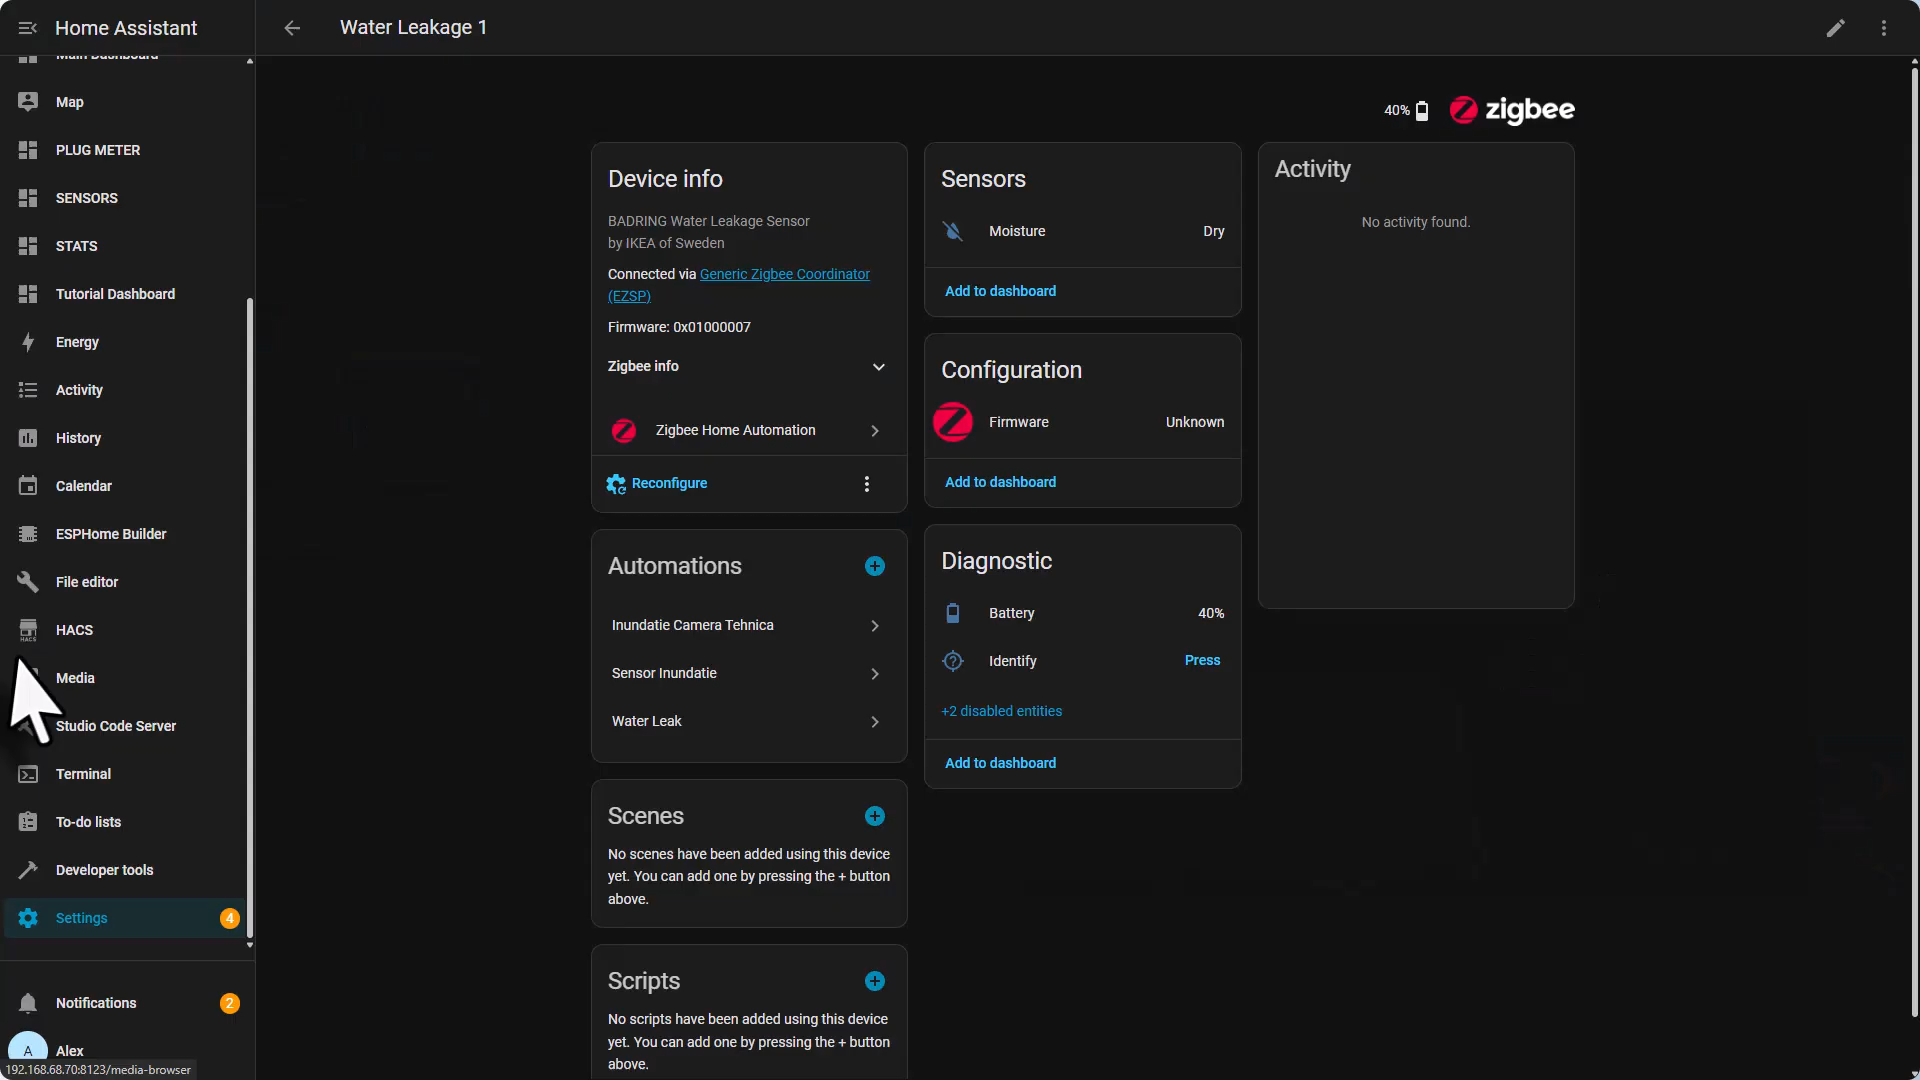 Home Assistant
Water Leakage 1
Main Dashboard
Map
PLUG METER
SENSORS
STATS
Tutorial Dashboard
Energy
Activity
History
Calendar
ESPHome Builder
File editor
HACS
HACS
Media
Studio Code Server
Terminal
To-do lists
Developer tools
Settings
4
Notifications
2
A
Alex
192.168.68.70:8123/media-browser
40%
zigbee
Device info
BADRING Water Leakage Sensor
by IKEA of Sweden
Connected via Generic Zigbee Coordinator
(EZSP)
Firmware: 0x01000007
Zigbee info
Zigbee Home Automation
Reconfigure
Automations
Inundatie Camera Tehnica
Sensor Inundatie
Water Leak
Scenes
No scenes have been added using this device
yet. You can add one by pressing the + button
above.
Scripts
No scripts have been added using this device
yet. You can add one by pressing the + button
above.
Sensors
Moisture
Dry
Add to dashboard
Configuration
Firmware
Unknown
Add to dashboard
Diagnostic
Battery
40%
Identify
Press
+2 disabled entities
Add to dashboard
Activity
No activity found.